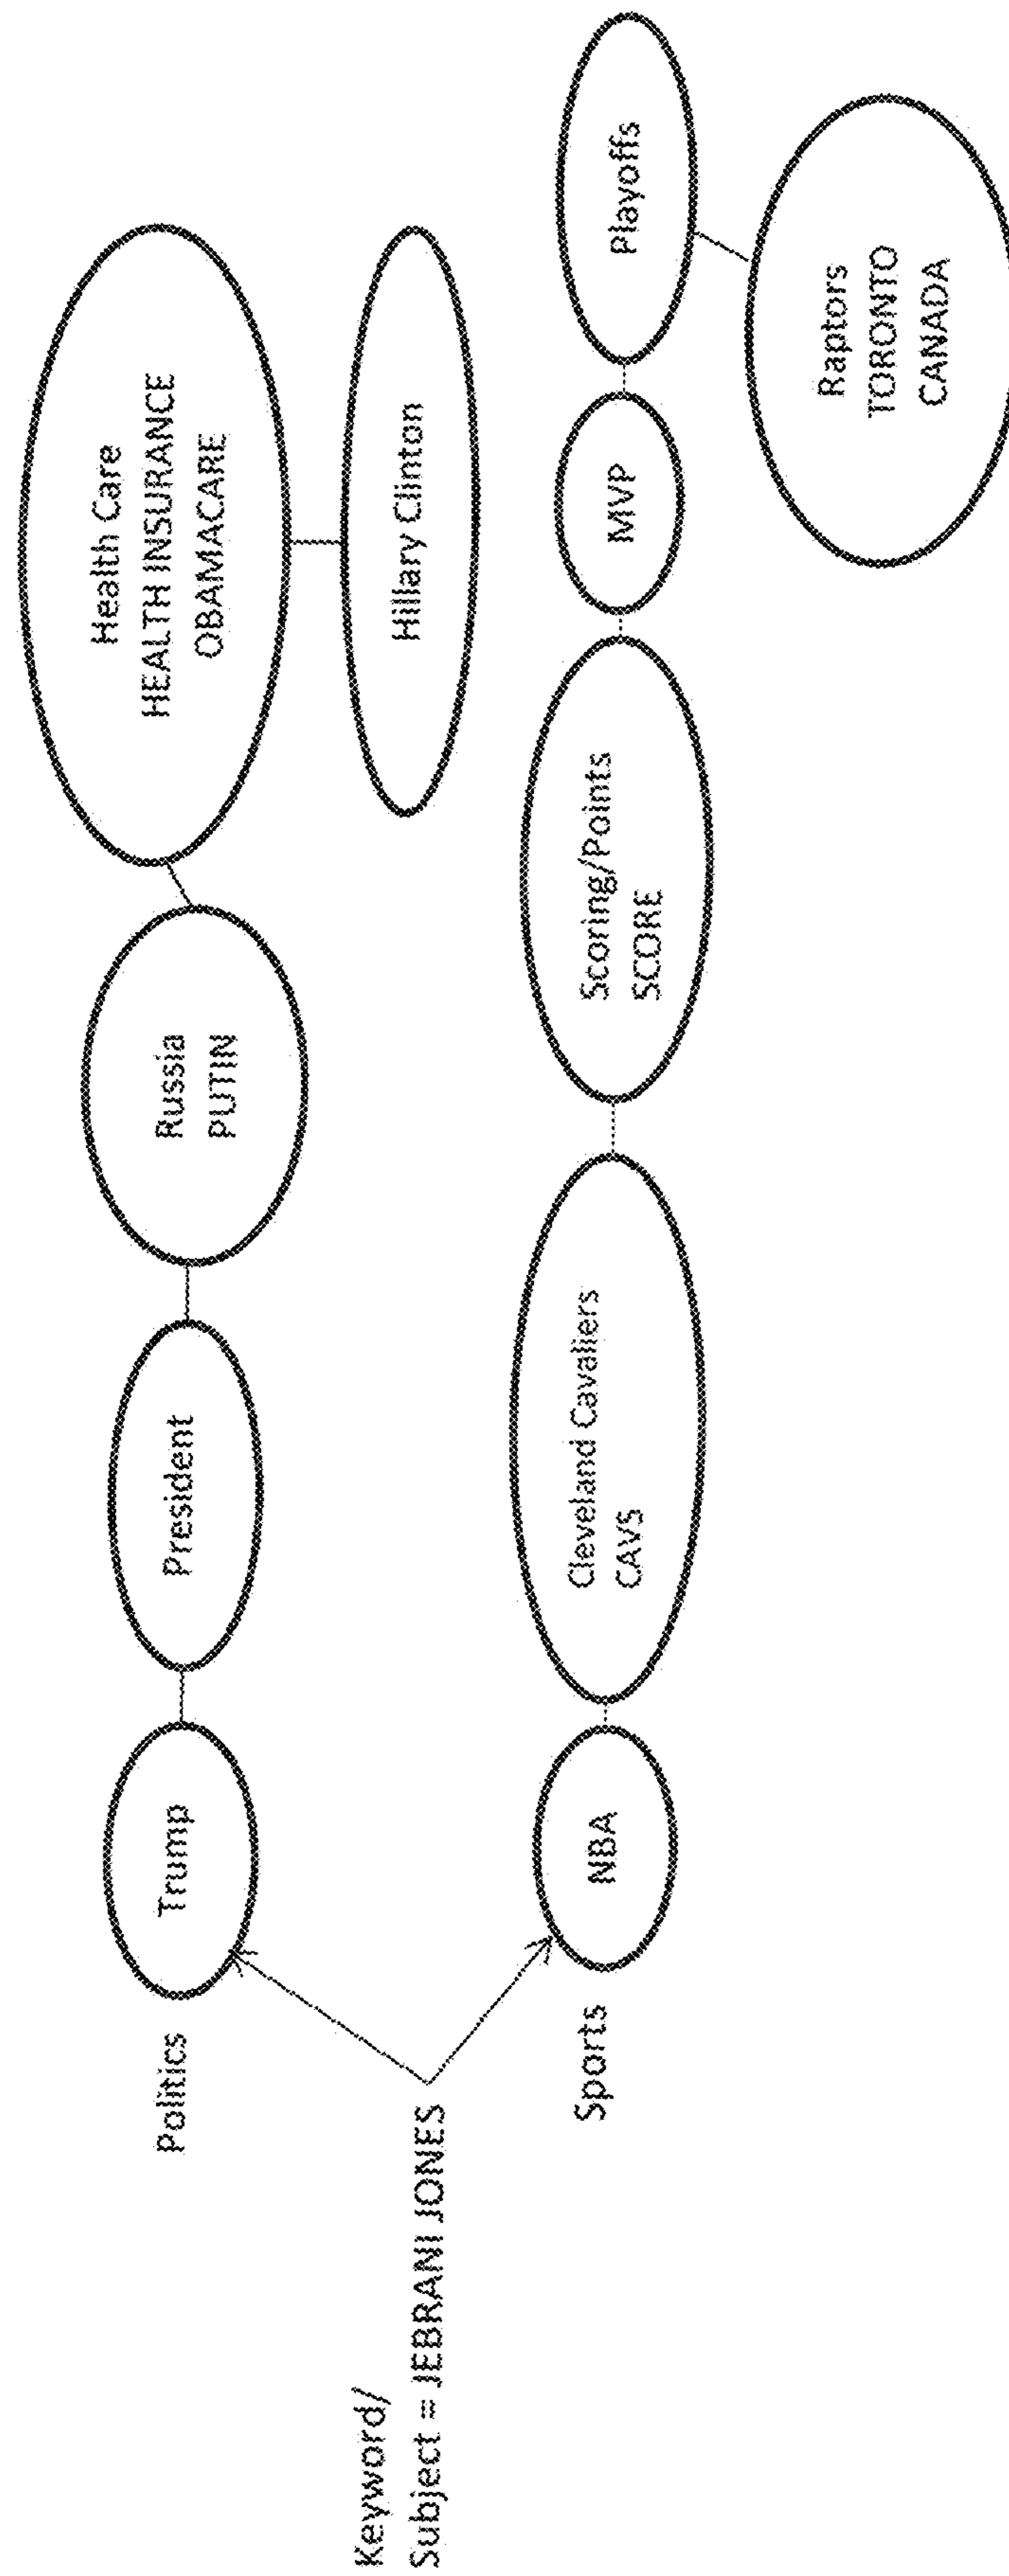 Keyword/
Subject = JEBRANI JONES
Politics
Trump
President
Russia
PUTIN
Health Care
HEALTH INSURANCE
OBAMACARE
Hillary Clinton
Sports
NBA
Cleveland Cavaliers
CAVS
Scoring/Points
SCORE
MVP
Playoffs
Raptors
TORONTO
CANADA